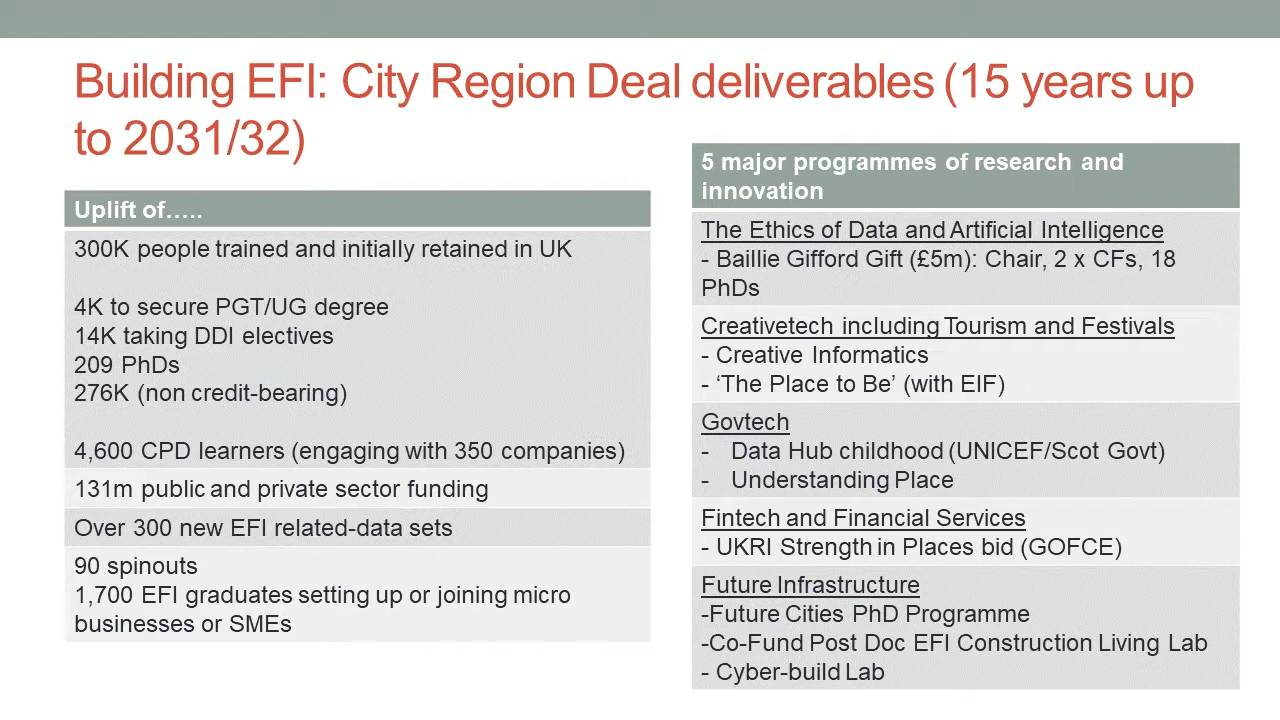 Building EFI: City Region Deal deliverables (15 years up
to 2031/32)
Uplift of…..
300K people trained and initially retained in UK
4K to secure PGT/UG degree
14K taking DDI electives
209 PhDs
276K (non credit-bearing)
4,600 CPD learners (engaging with 350 companies)
131m public and private sector funding
Over 300 new EFI related-data sets
90 spinouts
1,700 EFI graduates setting up or joining micro
businesses or SMEs
5 major programmes of research and
innovation
The Ethics of Data and Artificial Intelligence
- Baillie Gifford Gift (£5m): Chair, 2 x CFs, 18
PhDs
Creativetech including Tourism and Festivals
- Creative Informatics
- ‘The Place to Be’ (with EIF)
Govtech
- Data Hub childhood (UNICEF/Scot Govt)
- Understanding Place
Fintech and Financial Services
- UKRI Strength in Places bid (GOFCE)
Future Infrastructure
-Future Cities PhD Programme
-Co-Fund Post Doc EFI Construction Living Lab
- Cyber-build Lab